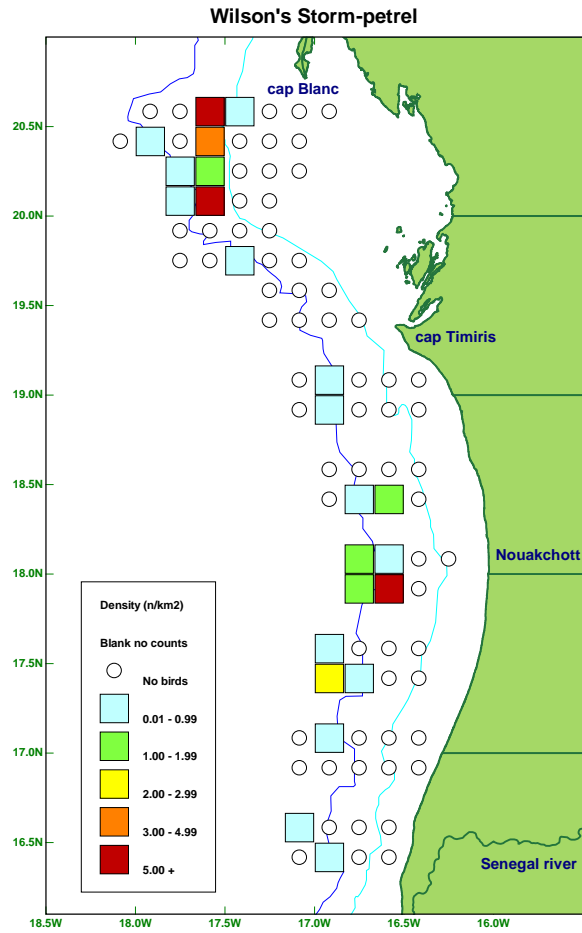 Wilson's Storm-petrel
cap Blanc
20.5N
20.0N
19.5N
cap Timiris
19.0N
18.5N
Nouakchott
18.0N
Density (n/km2)
Blank no counts
No birds
17.5N
0.01 - 0.99
1.00 - 1.99
17.0N
2.00 - 2.99
3.00 - 4.99
16.5N
5.00 +
Senegal river
18.5W 18.0W 17.5W 17.0W 16.5W 16.0W